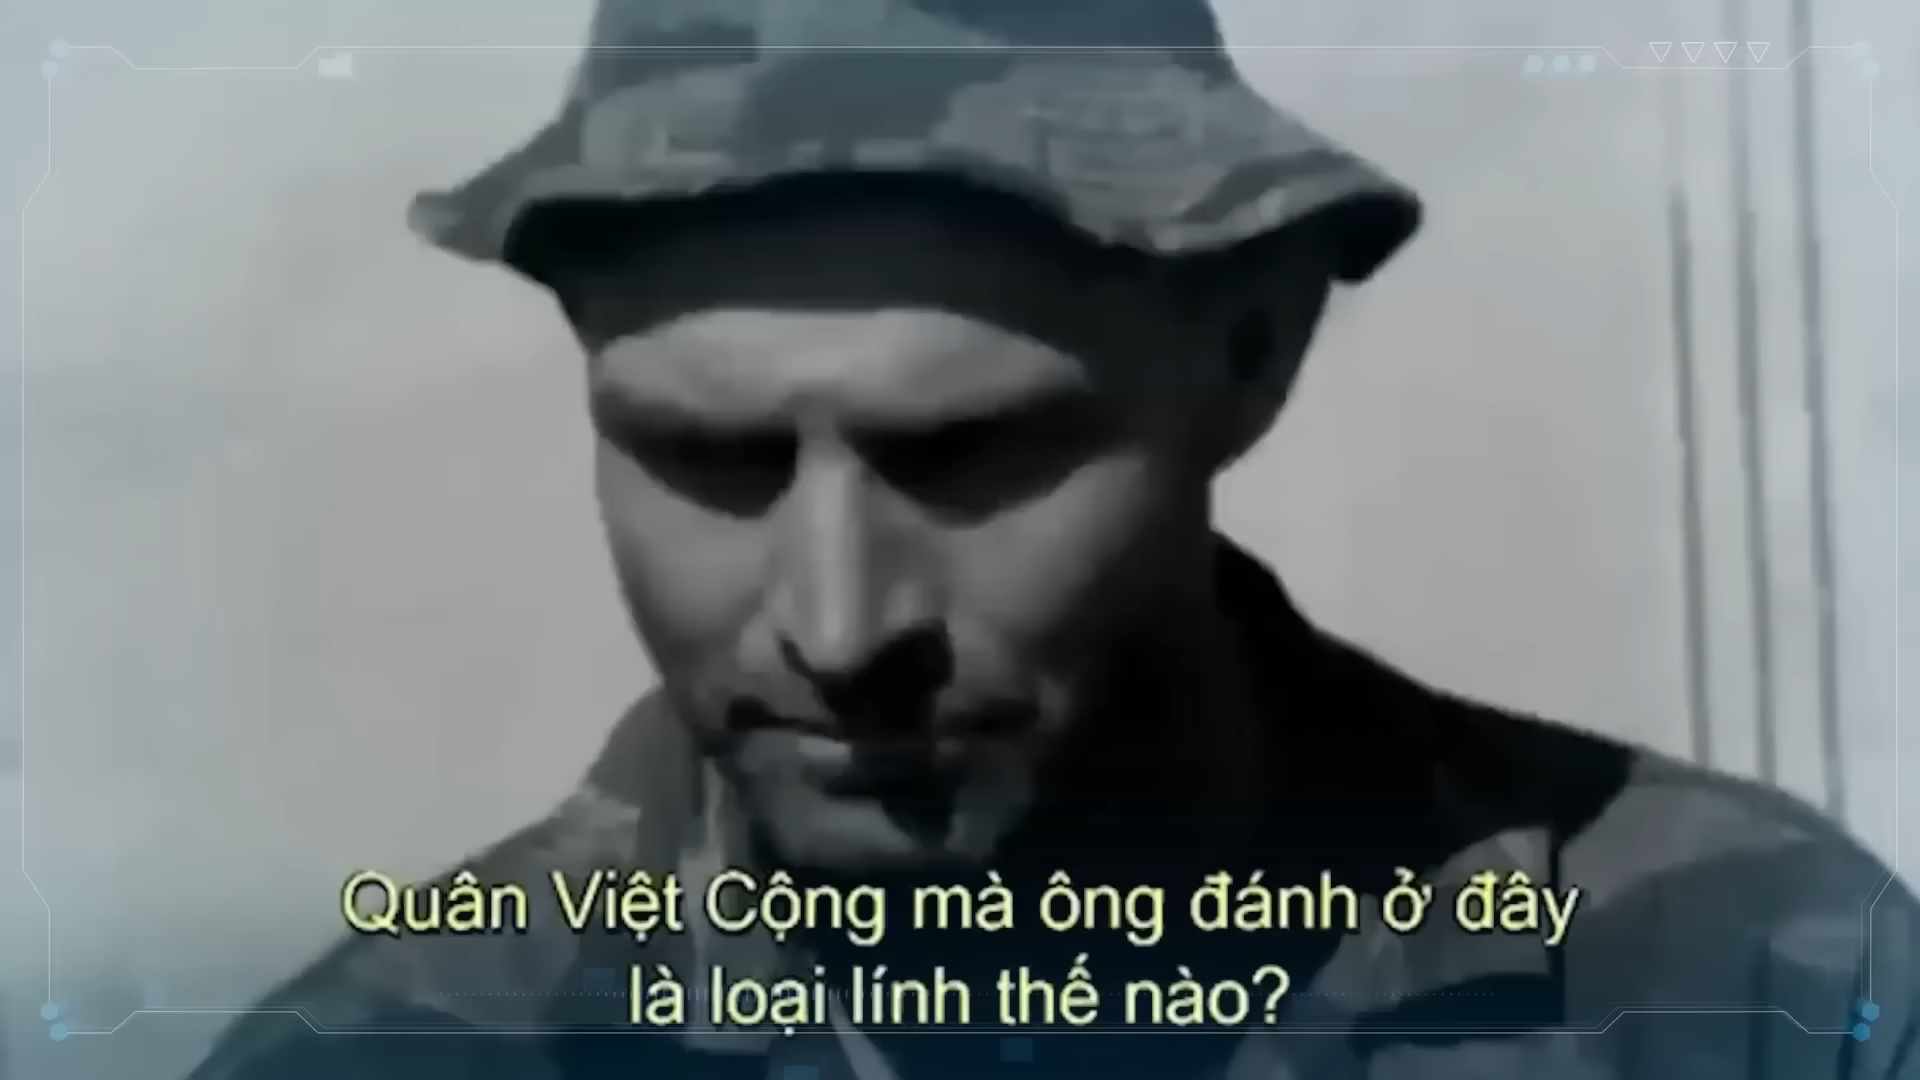 Quân Việt Cộng mà ông đánh ở đây
là loại lính thế nào?